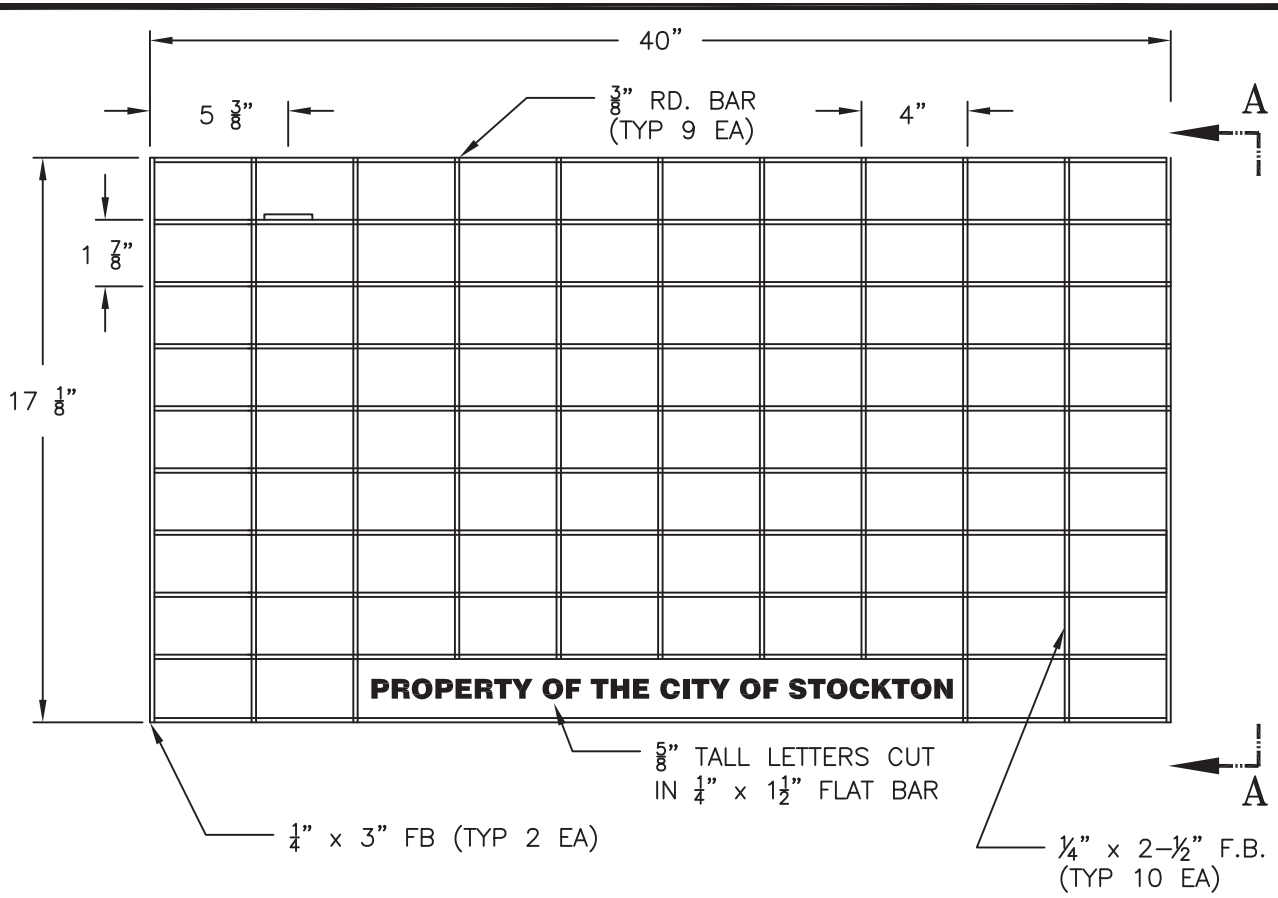 40”
5 3/8”
3/8” RD. BAR
(TYP 9 EA)
4”
A
1 7/8”
17 1/8”
PROPERTY OF THE CITY OF STOCKTON
5/8” TALL LETTERS CUT
IN 1/4” x 1 1/2” FLAT BAR
A
1/4” x 3” FB (TYP 2 EA)
1/4” x 2–1/2” F.B.
(TYP 10 EA)